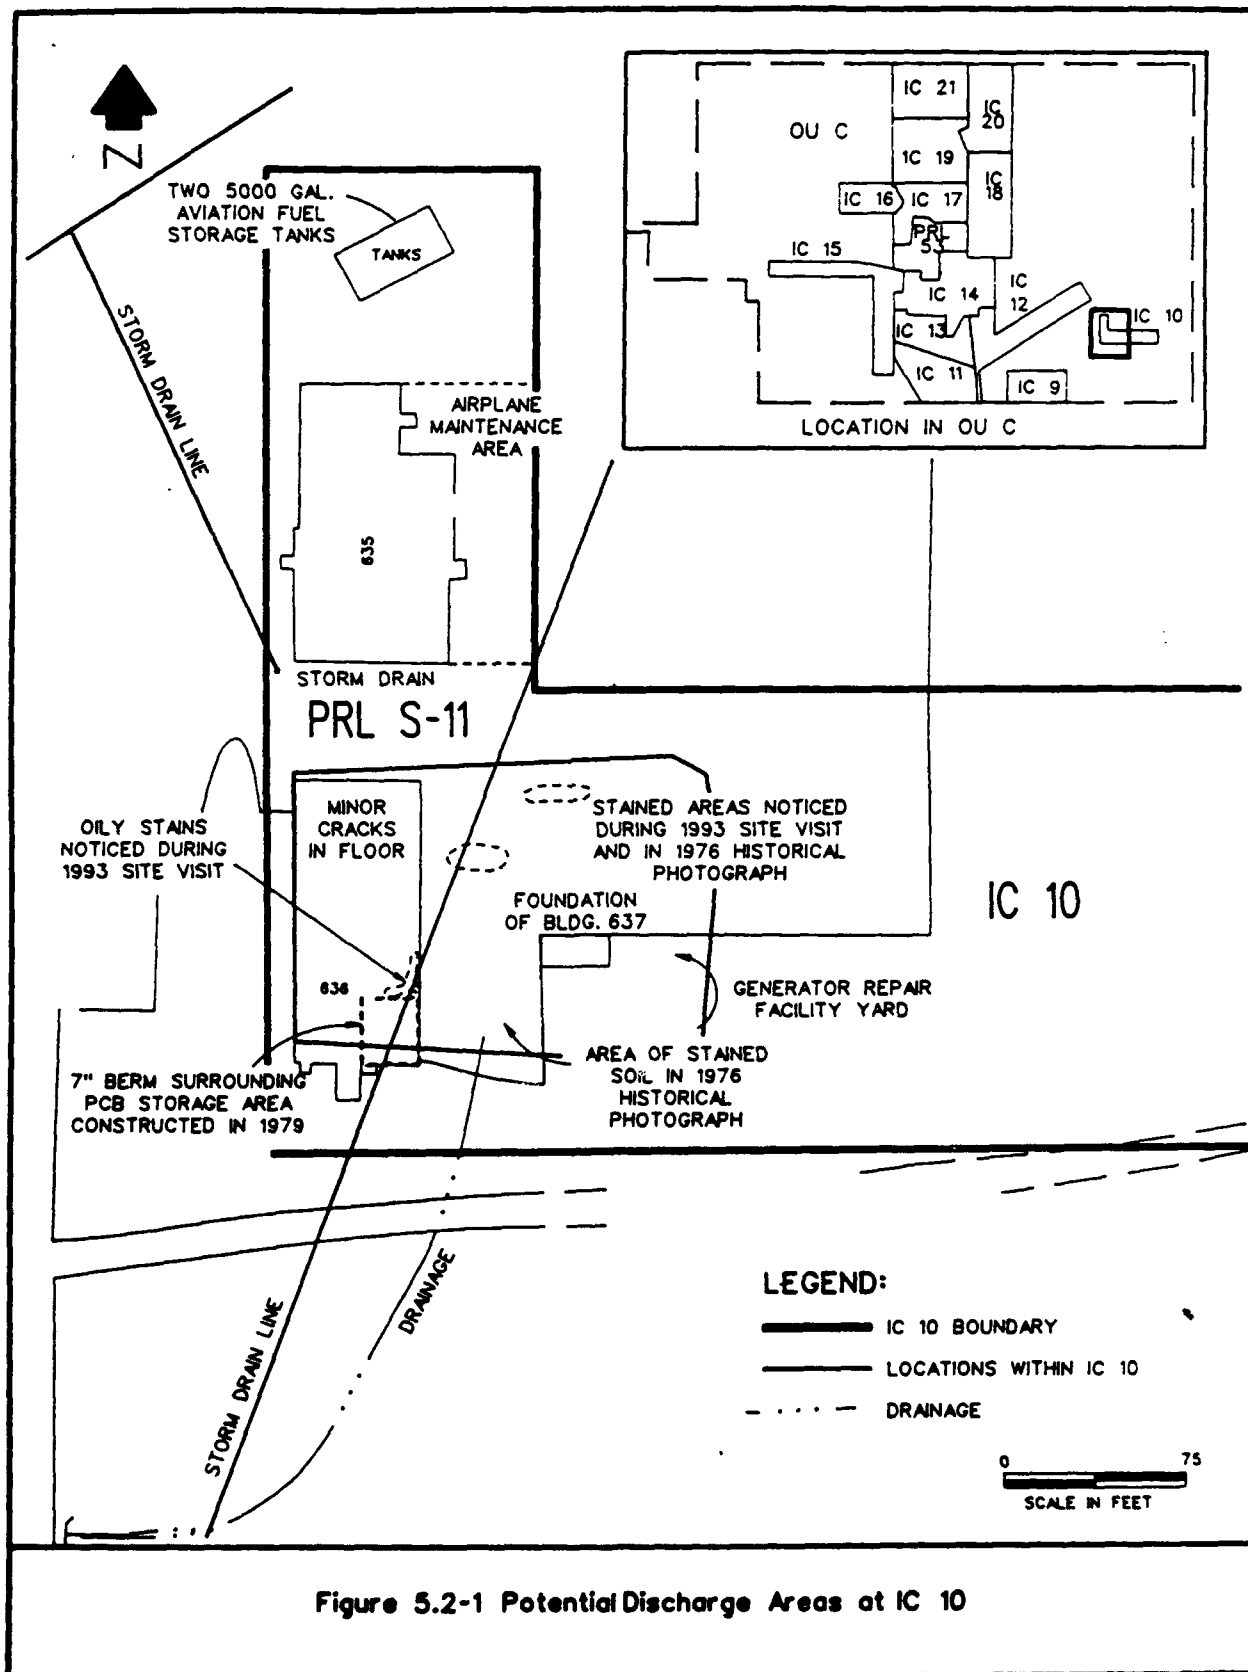 N
TWO 5000 GAL.
AVIATION FUEL
STORAGE TANKS
TANKS
STORM DRAIN LINE
AIRPLANE
MAINTENANCE
AREA
635
STORM DRAIN
PRL S-11
IC 21
IC
20
OU C
IC 19
IC
18
IC 16
IC 17
PRL
53
IC 15
IC 14
IC
12
IC 10
IC 13
IC 11
IC 9
LOCATION IN OU C
OILY STAINS
NOTICED DURING
1993 SITE VISIT
MINOR
CRACKS
IN FLOOR
STAINED AREAS NOTICED
DURING 1993 SITE VISIT
AND IN 1976 HISTORICAL
PHOTOGRAPH
FOUNDATION
OF BLDG. 637
IC 10
636
GENERATOR REPAIR
FACILITY YARD
7" BERM SURROUNDING
PCB STORAGE AREA
CONSTRUCTED IN 1979
AREA OF STAINED
SOIL IN 1976
HISTORICAL
PHOTOGRAPH
STORM DRAIN LINE
DRAINAGE
LEGEND:
IC 10 BOUNDARY
LOCATIONS WITHIN IC 10
DRAINAGE
0 75
SCALE IN FEET
Figure 5.2-1 Potential Discharge Areas at IC 10